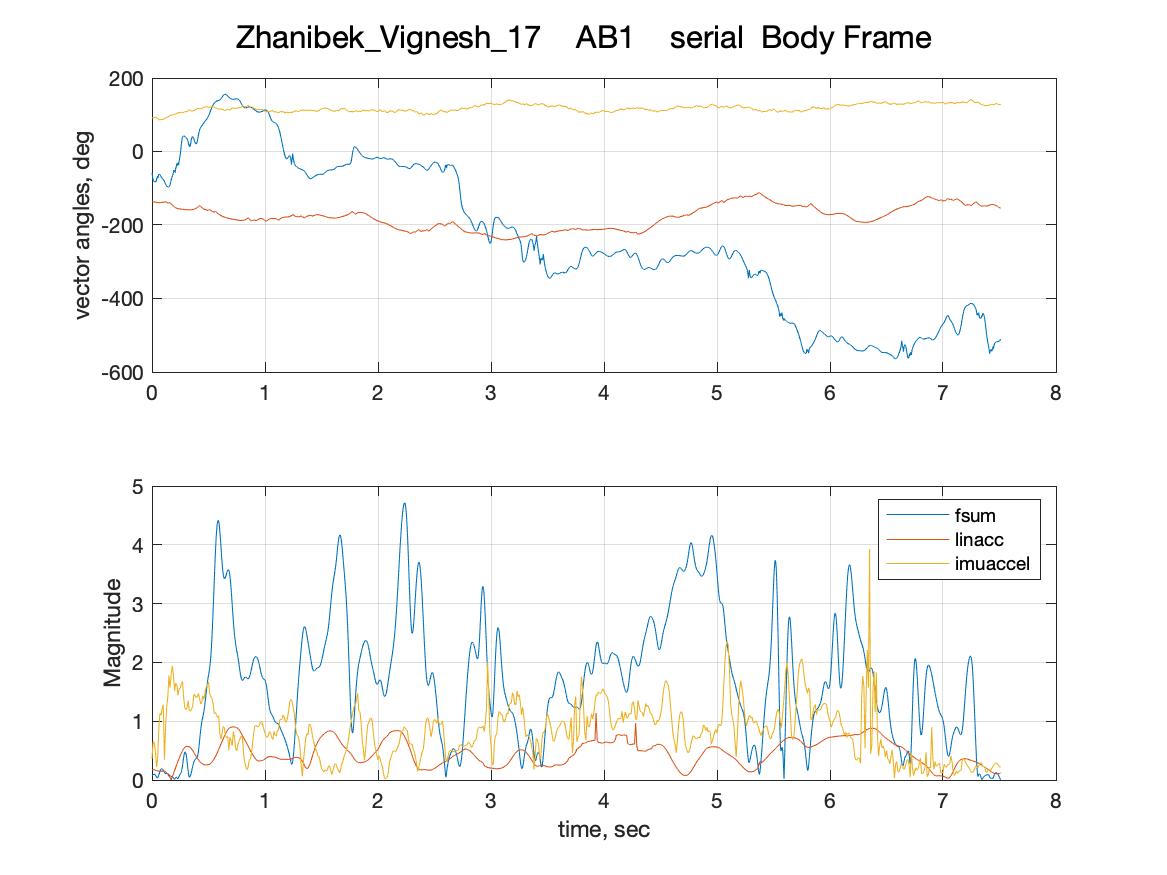 Zhanibek_Vignesh_17 AB1 serial Body Frame
200
0
-200
-400
-600
vector angles, deg
0 1 2 3 4 5 6 7 8
5
4
3
2
1
0
Magnitude
fsum
linacc
imuaccel
0 1 2 3 4 5 6 7 8
time, sec